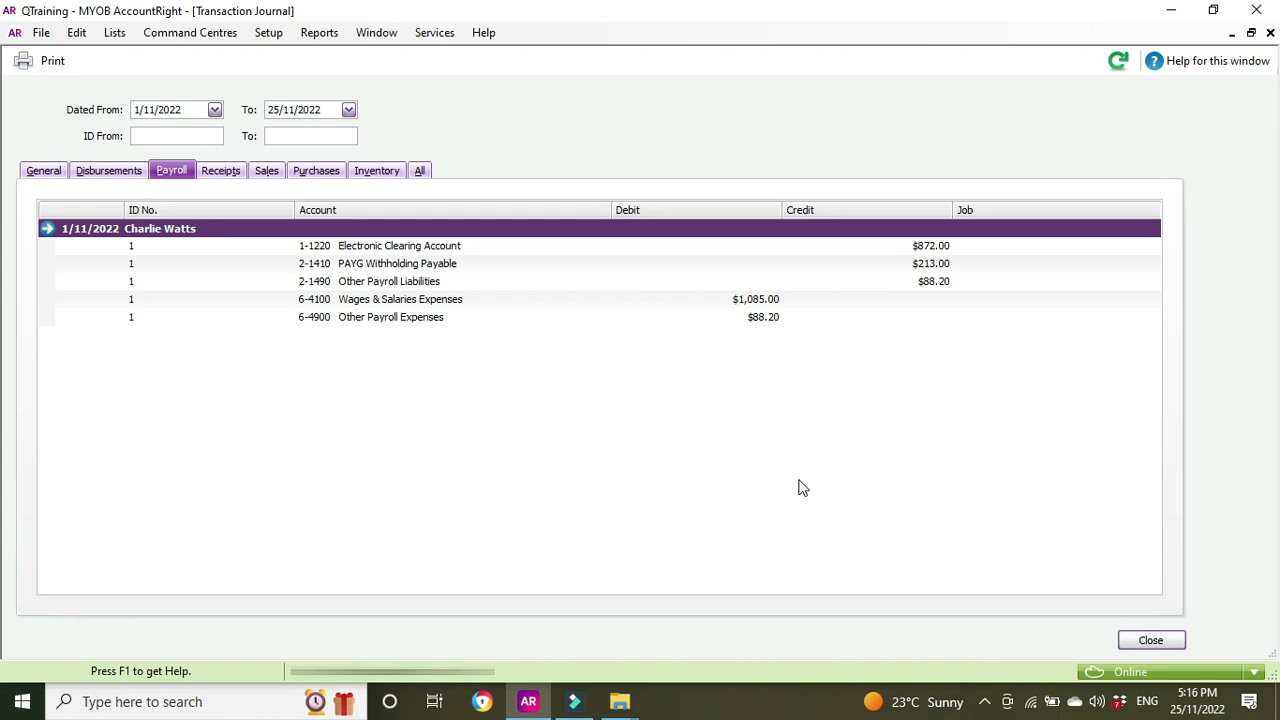 AR QTraining - MYOB AccountRight - [Transaction Journal]
AR File Edit Lists Command Centres Setup Reports Window Services Help
Print ? Help for this window
Dated From: 1/11/2022 To: 25/11/2022
ID From: To:
General Disbursements Payroll Receipts Sales Purchases Inventory All
ID No. Account Debit Credit Job
1/11/2022 Charlie Watts
1 1-1220 Electronic Clearing Account $872.00
1 2-1410 PAYG Withholding Payable $213.00
1 2-1490 Other Payroll Liabilities $88.20
1 6-4100 Wages & Salaries Expenses $1,085.00
1 6-4900 Other Payroll Expenses $88.20
Close
Press F1 to get Help. Online
Type here to search AR 23°C Sunny ENG 5:16 PM
25/11/2022